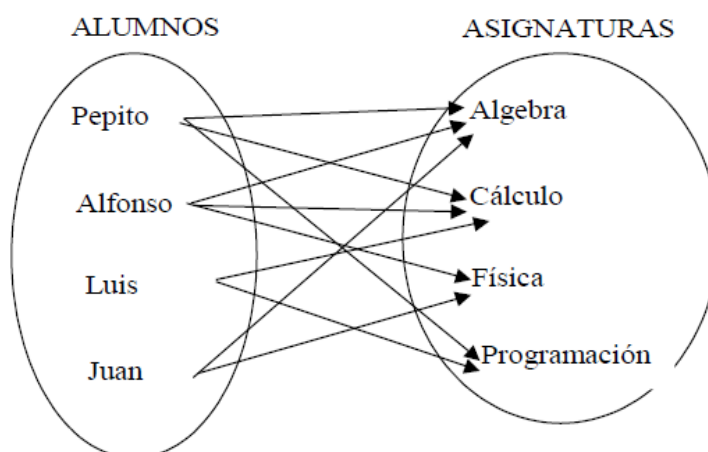 ALUMNOS
ASIGNATURAS
Pepito
Algebra
Alfonso
Cálculo
Luis
Física
Juan
Programación